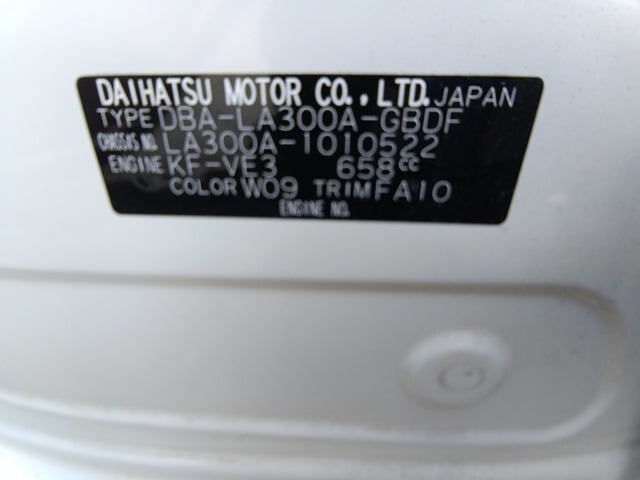 DAIHATSU MOTOR CO., LTD. JAPAN
TYPE DBA-LA300A-GBDF
CHASSIS NO. LA300A-1010522
ENGINE KF-VE3 658cc
COLOR W09 TRIM FA10
ENGINE NO.